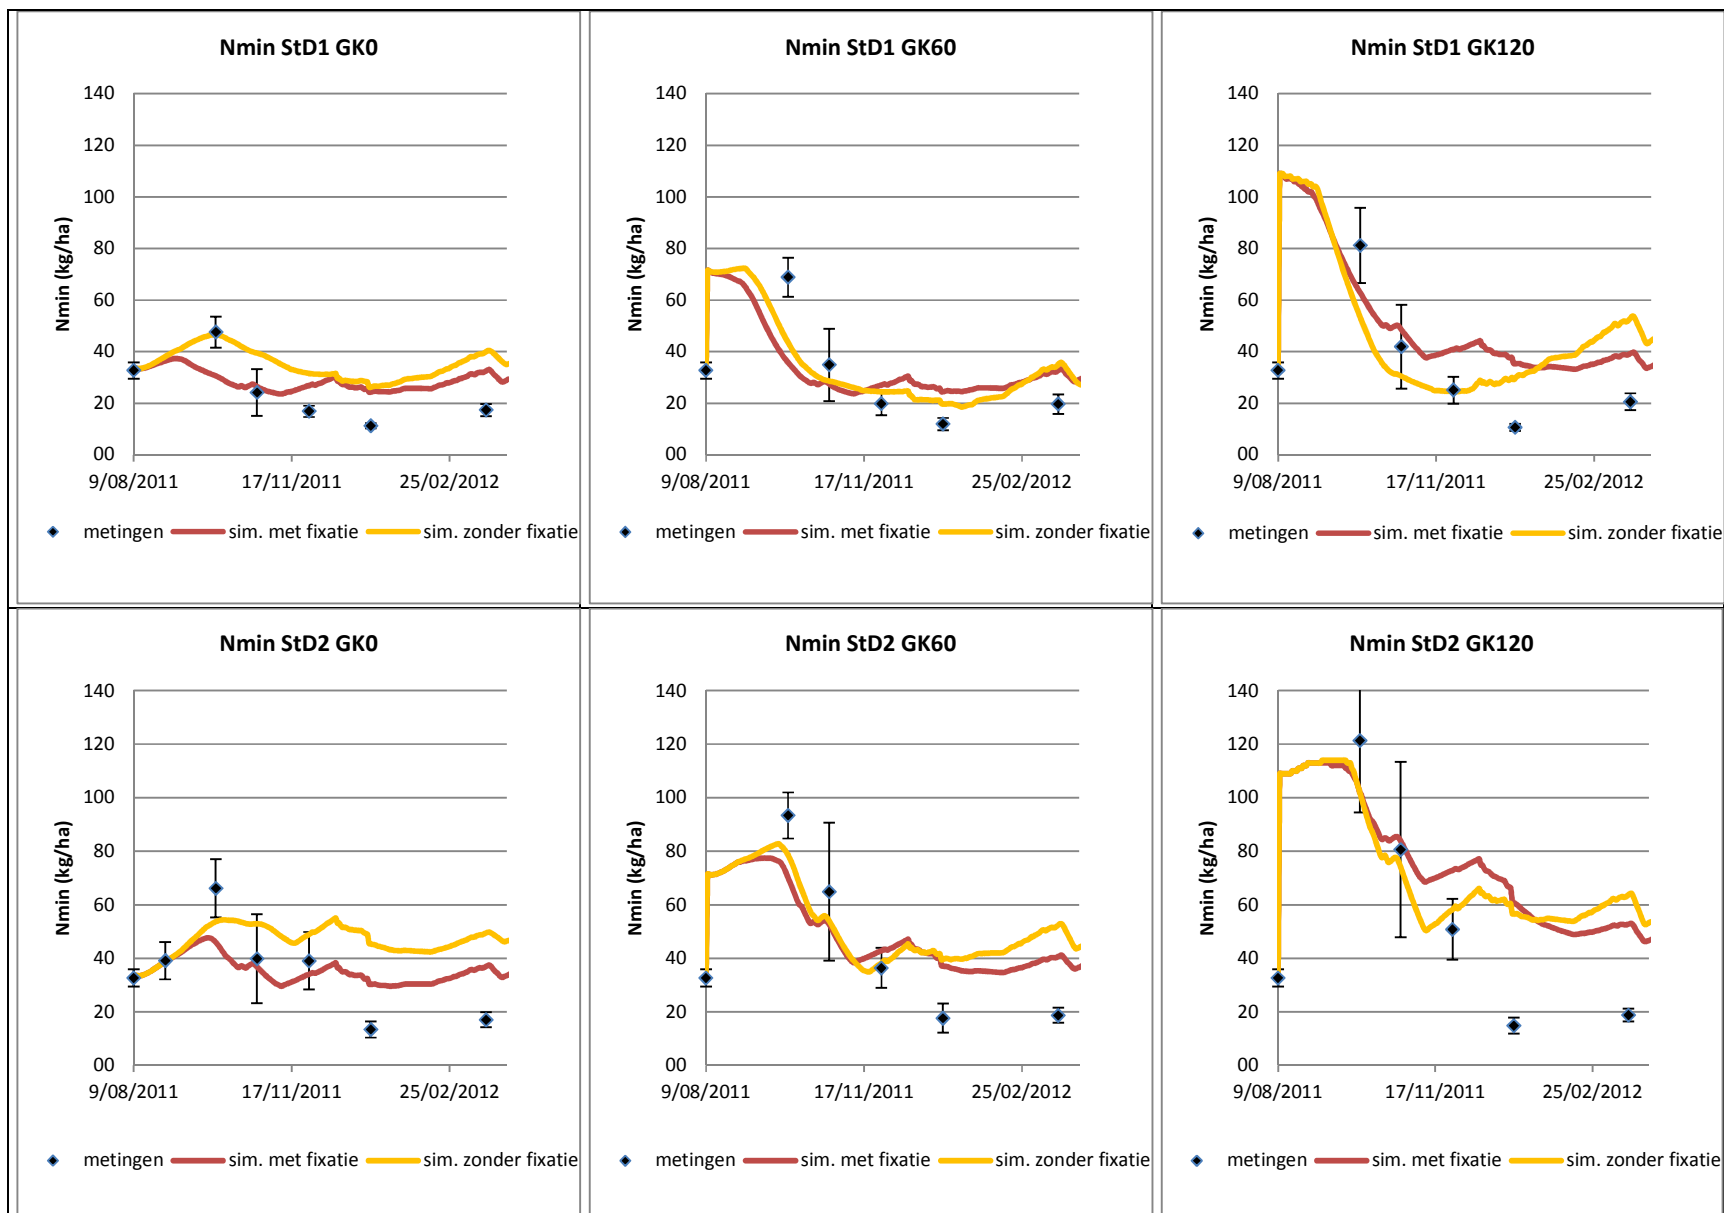 Nmin StD1 GK0
Nmin (kg/ha)
140
120
100
80
60
40
20
00
9/08/2011 17/11/2011 25/02/2012
metingen sim. met fixatie sim. zonder fixatie
Nmin StD1 GK60
Nmin (kg/ha)
140
120
100
80
60
40
20
00
9/08/2011 17/11/2011 25/02/2012
metingen sim. met fixatie sim. zonder fixatie
Nmin StD1 GK120
Nmin (kg/ha)
140
120
100
80
60
40
20
00
9/08/2011 17/11/2011 25/02/2012
metingen sim. met fixatie sim. zonder fixatie
Nmin StD2 GK0
Nmin (kg/ha)
140
120
100
80
60
40
20
00
9/08/2011 17/11/2011 25/02/2012
metingen sim. met fixatie sim. zonder fixatie
Nmin StD2 GK60
Nmin (kg/ha)
140
120
100
80
60
40
20
00
9/08/2011 17/11/2011 25/02/2012
metingen sim. met fixatie sim. zonder fixatie
Nmin StD2 GK120
Nmin (kg/ha)
140
120
100
80
60
40
20
00
9/08/2011 17/11/2011 25/02/2012
metingen sim. met fixatie sim. zonder fixatie